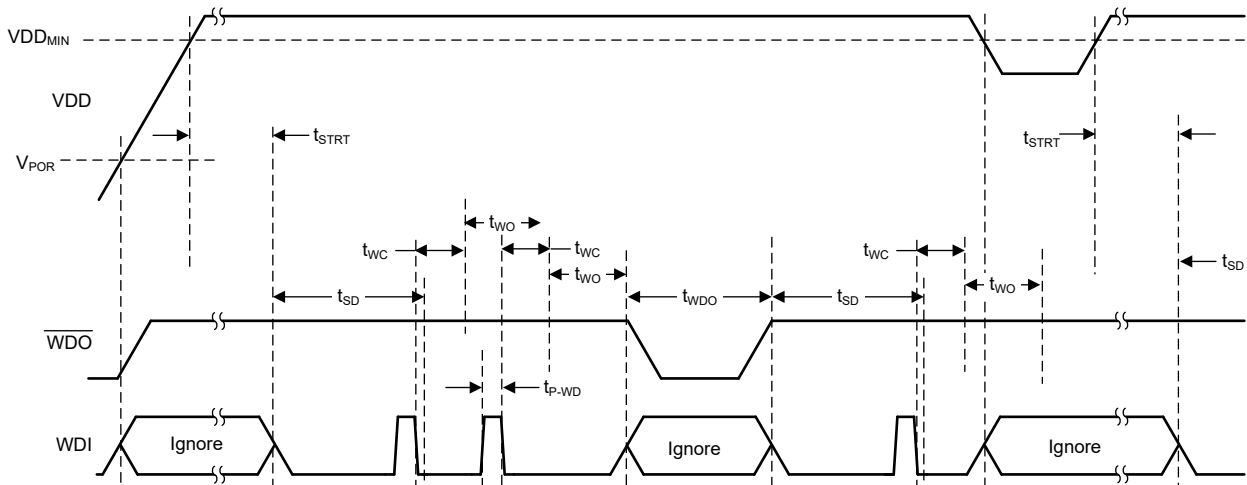 VDD_MIN
VDD
t_STRT
t_STRT
V_POR
t_WO
t_WC
t_WC
t_WC
t_WO
t_SD
t_SD
t_WDO
t_SD
t_WO
WDO
t_P-WD
WDI
Ignore
Ignore
Ignore